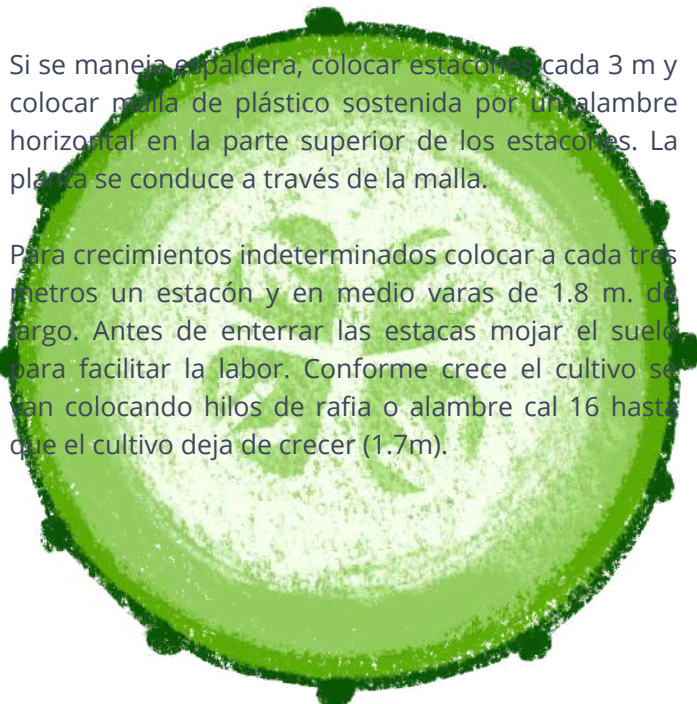 Si se maneja espaldera, colocar estacones cada 3 m y
colocar malla de plástico sostenida por un alambre
horizontal en la parte superior de los estacones. La
planta se conduce a través de la malla.
Para crecimientos indeterminados colocar a cada tres
metros un estacón y en medio varas de 1.8 m. de
largo. Antes de enterrar las estacas mojar el suelo
para facilitar la labor. Conforme crece el cultivo se
van colocando hilos de rafia o alambre cal 16 hasta
que el cultivo deja de crecer (1.7m).